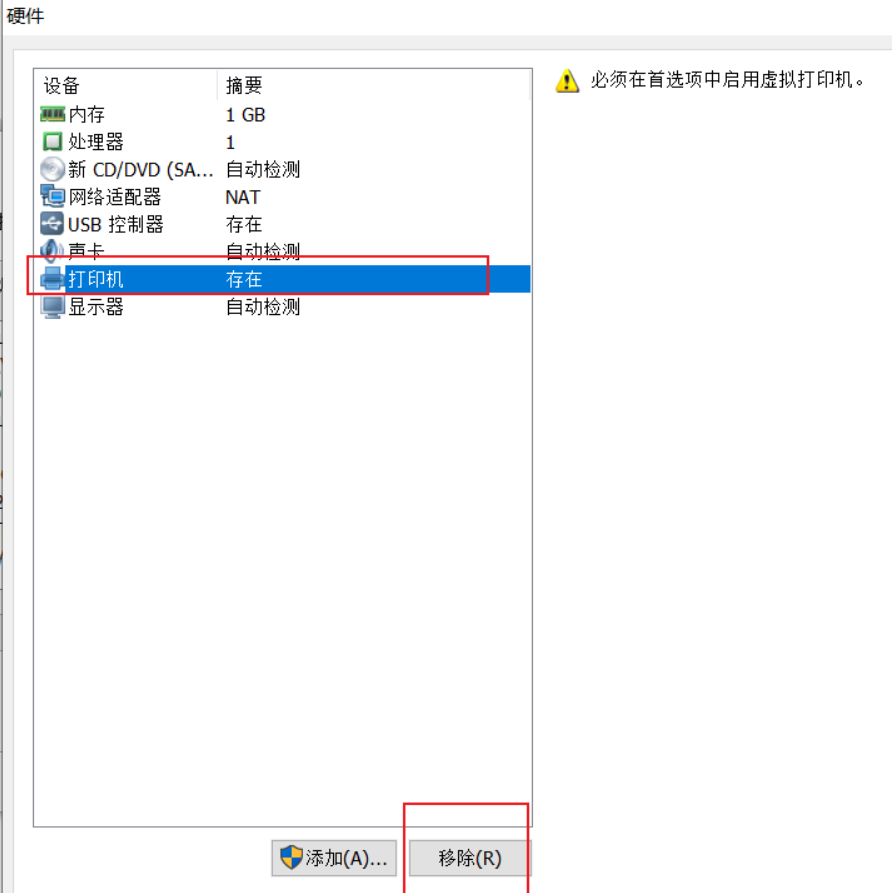 硬件
设备 摘要
内存 1 GB
处理器 1
新 CD/DVD (SA... 自动检测
网络适配器 NAT
USB 控制器 存在
声卡 自动检测
打印机 存在
显示器 自动检测
必须在首选项中启用虚拟打印机。
添加(A)... 移除(R)